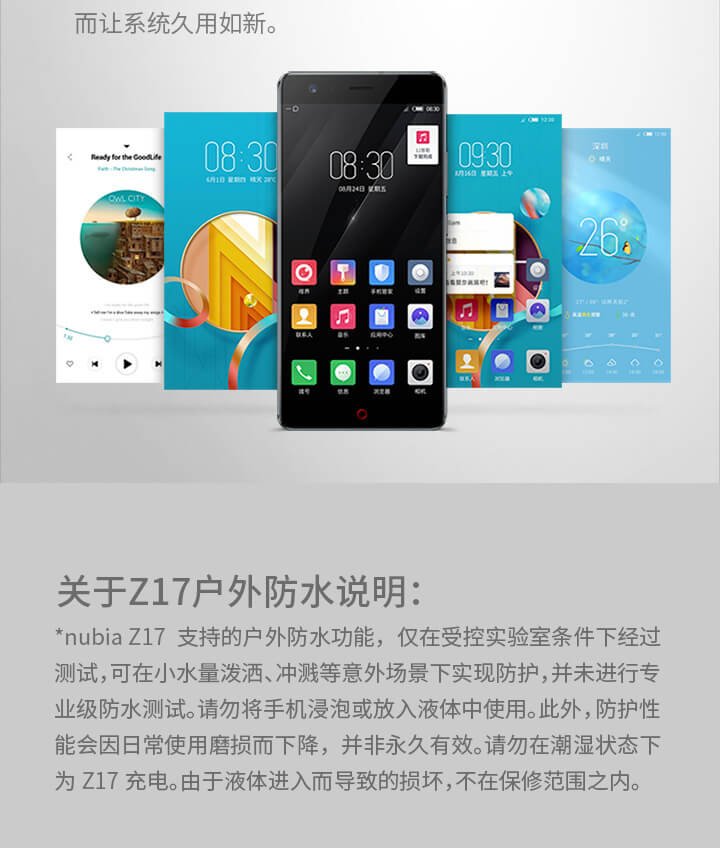 而让系统久用如新。
Ready for the GoodLife
OWL CITY
08:30
6月1日 星期四 晴天 28°C
08:30
08:30
08月24日 星期五
主题
手机管家
设置
联系人
音乐
应用中心
图库
拨号
信息
浏览器
相机
12:30
09:30
8月16日 星期五 上午
上午10:30
联系人
浏览器
相机
深圳
晴天
26°
关于Z17户外防水说明：
*nubia Z17 支持的户外防水功能，仅在受控实验室条件下经过
测试，可在小水量泼洒、冲溅等意外场景下实现防护，并未进行专
业级防水测试。请勿将手机浸泡或放入液体中使用。此外，防护性
能会因日常使用磨损而下降，并非永久有效。请勿在潮湿状态下
为 Z17 充电。由于液体进入而导致的损坏，不在保修范围之内。